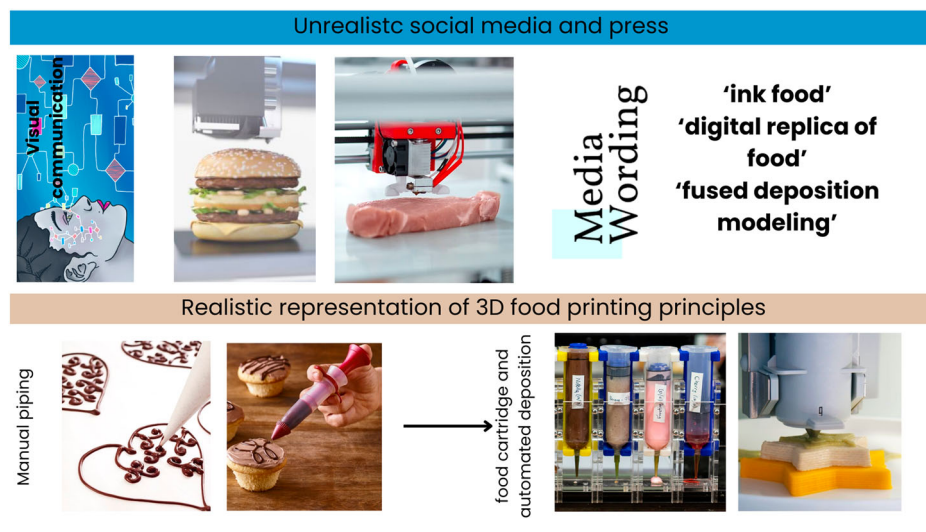 Unrealistc social media and press
Visual
communication
Media
Wording
‘ink food’
‘digital replica of
food’
‘fused deposition
modeling’
Realistic representation of 3D food printing principles
Manual piping
food cartridge and
automated deposition